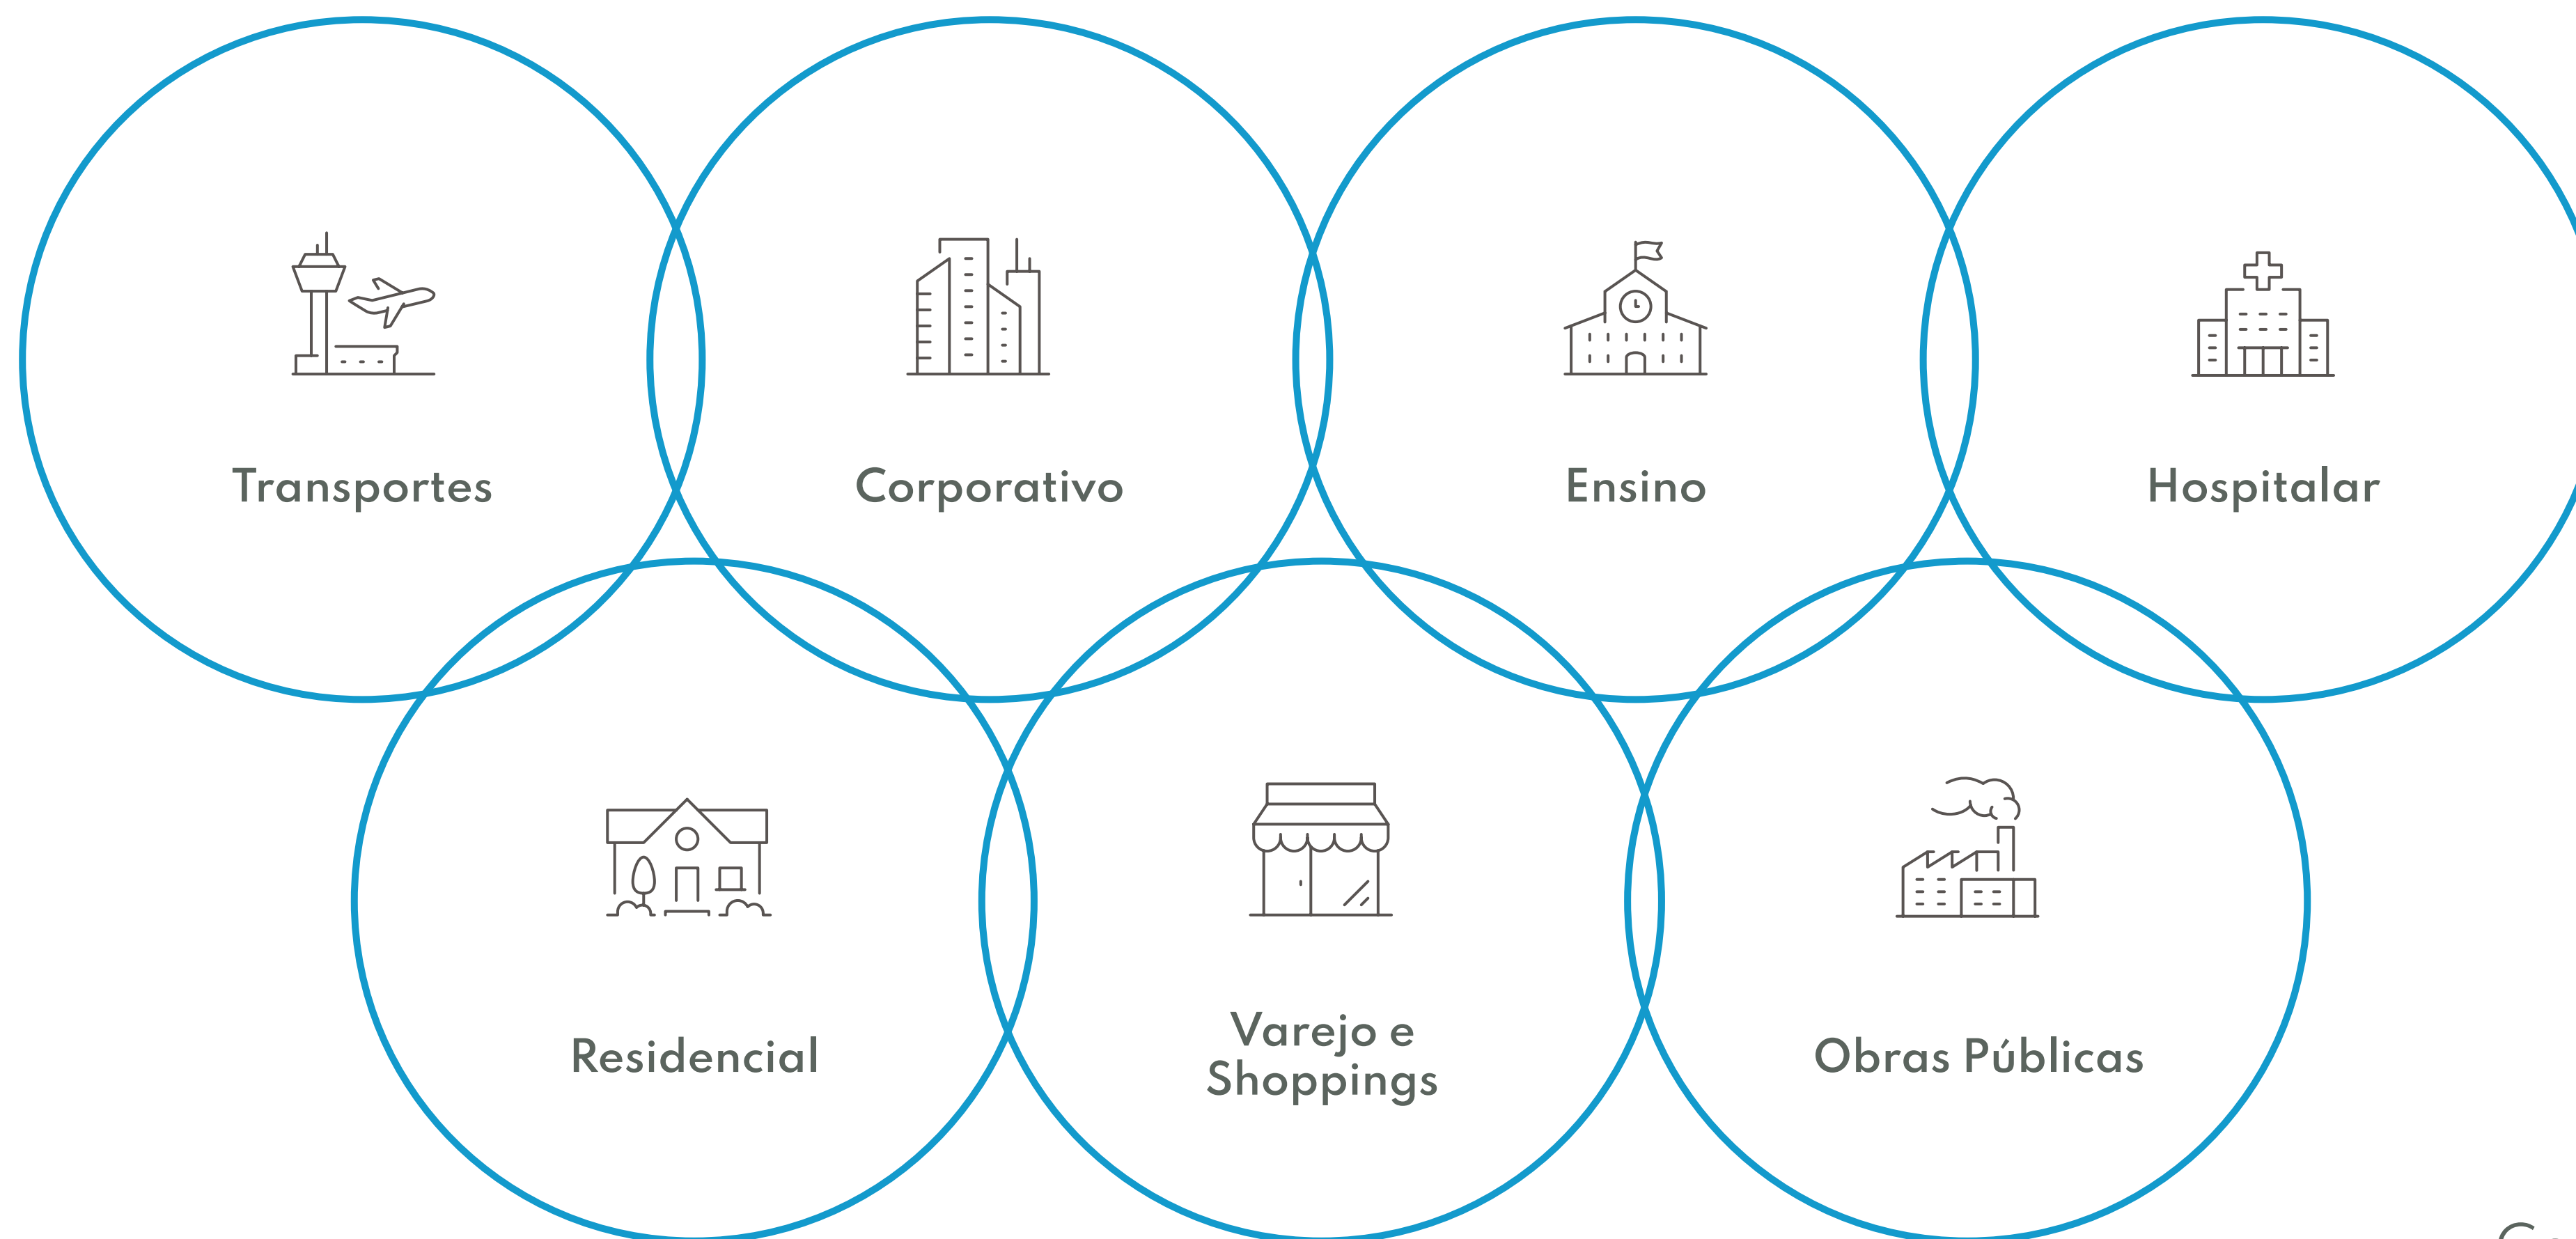 Transportes
Corporativo
Ensino
Hospitalar
Residencial
Varejo e
Shoppings
Obras Públicas